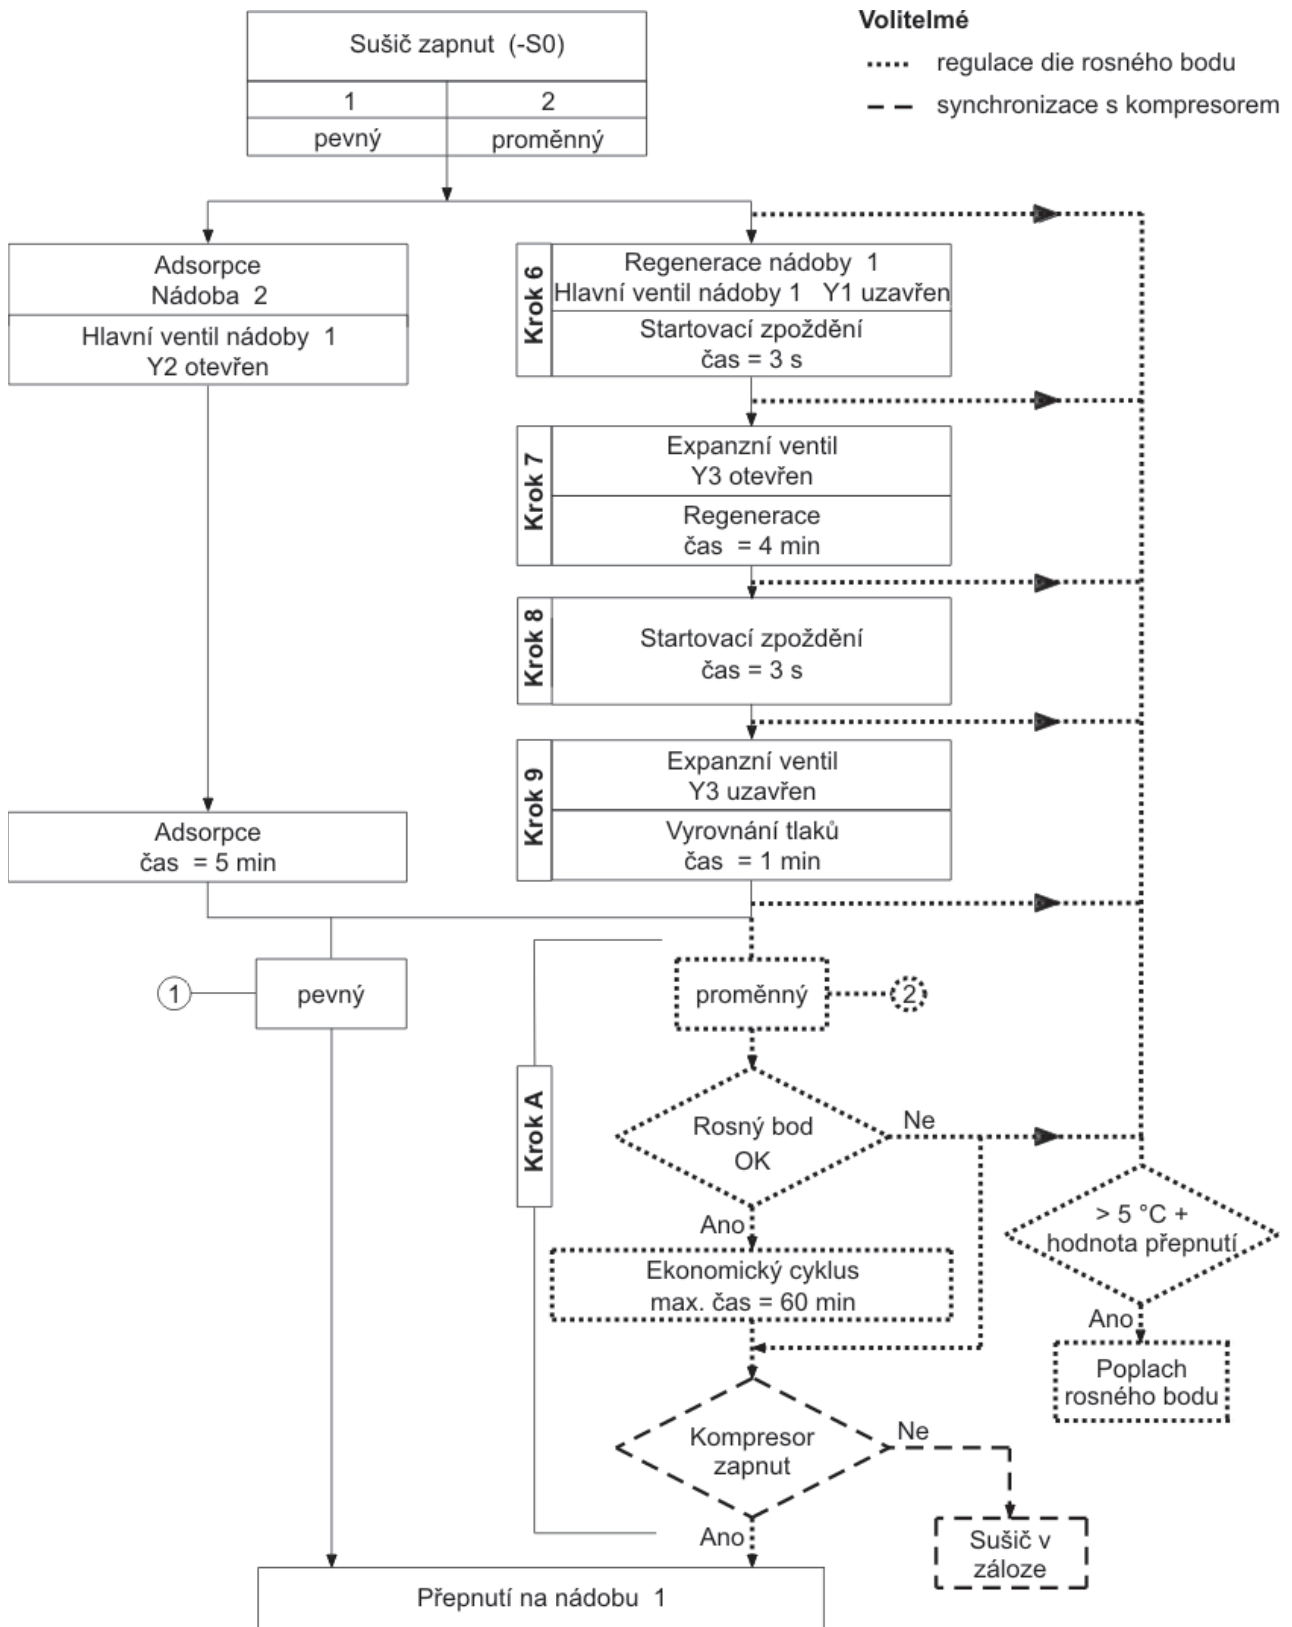 Sušič zapnut (-S0)
1
2
pevný
proměnný
Volitelmé
regulace die rosného bodu
synchronizace s kompresorem
Adsorpce
Nádoba 2
Hlavní ventil nádoby 1
Y2 otevřen
Krok 6
Regenerace nádoby 1
Hlavní ventil nádoby 1 Y1 uzavřen
Startovací zpoždění
čas = 3 s
Krok 7
Expanzní ventil
Y3 otevřen
Regenerace
čas = 4 min
Krok 8
Startovací zpoždění
čas = 3 s
Krok 9
Expanzní ventil
Y3 uzavřen
Vyrovnání tlaků
čas = 1 min
Adsorpce
čas = 5 min
1
pevný
proměnný
2
Krok A
Rosný bod
OK
Ne
Ano
Ekonomický cyklus
max. čas = 60 min
> 5 °C +
hodnota přepnutí
Ano
Poplach
rosného bodu
Kompresor
zapnut
Ne
Ano
Sušič v
záloze
Přepnutí na nádobu 1